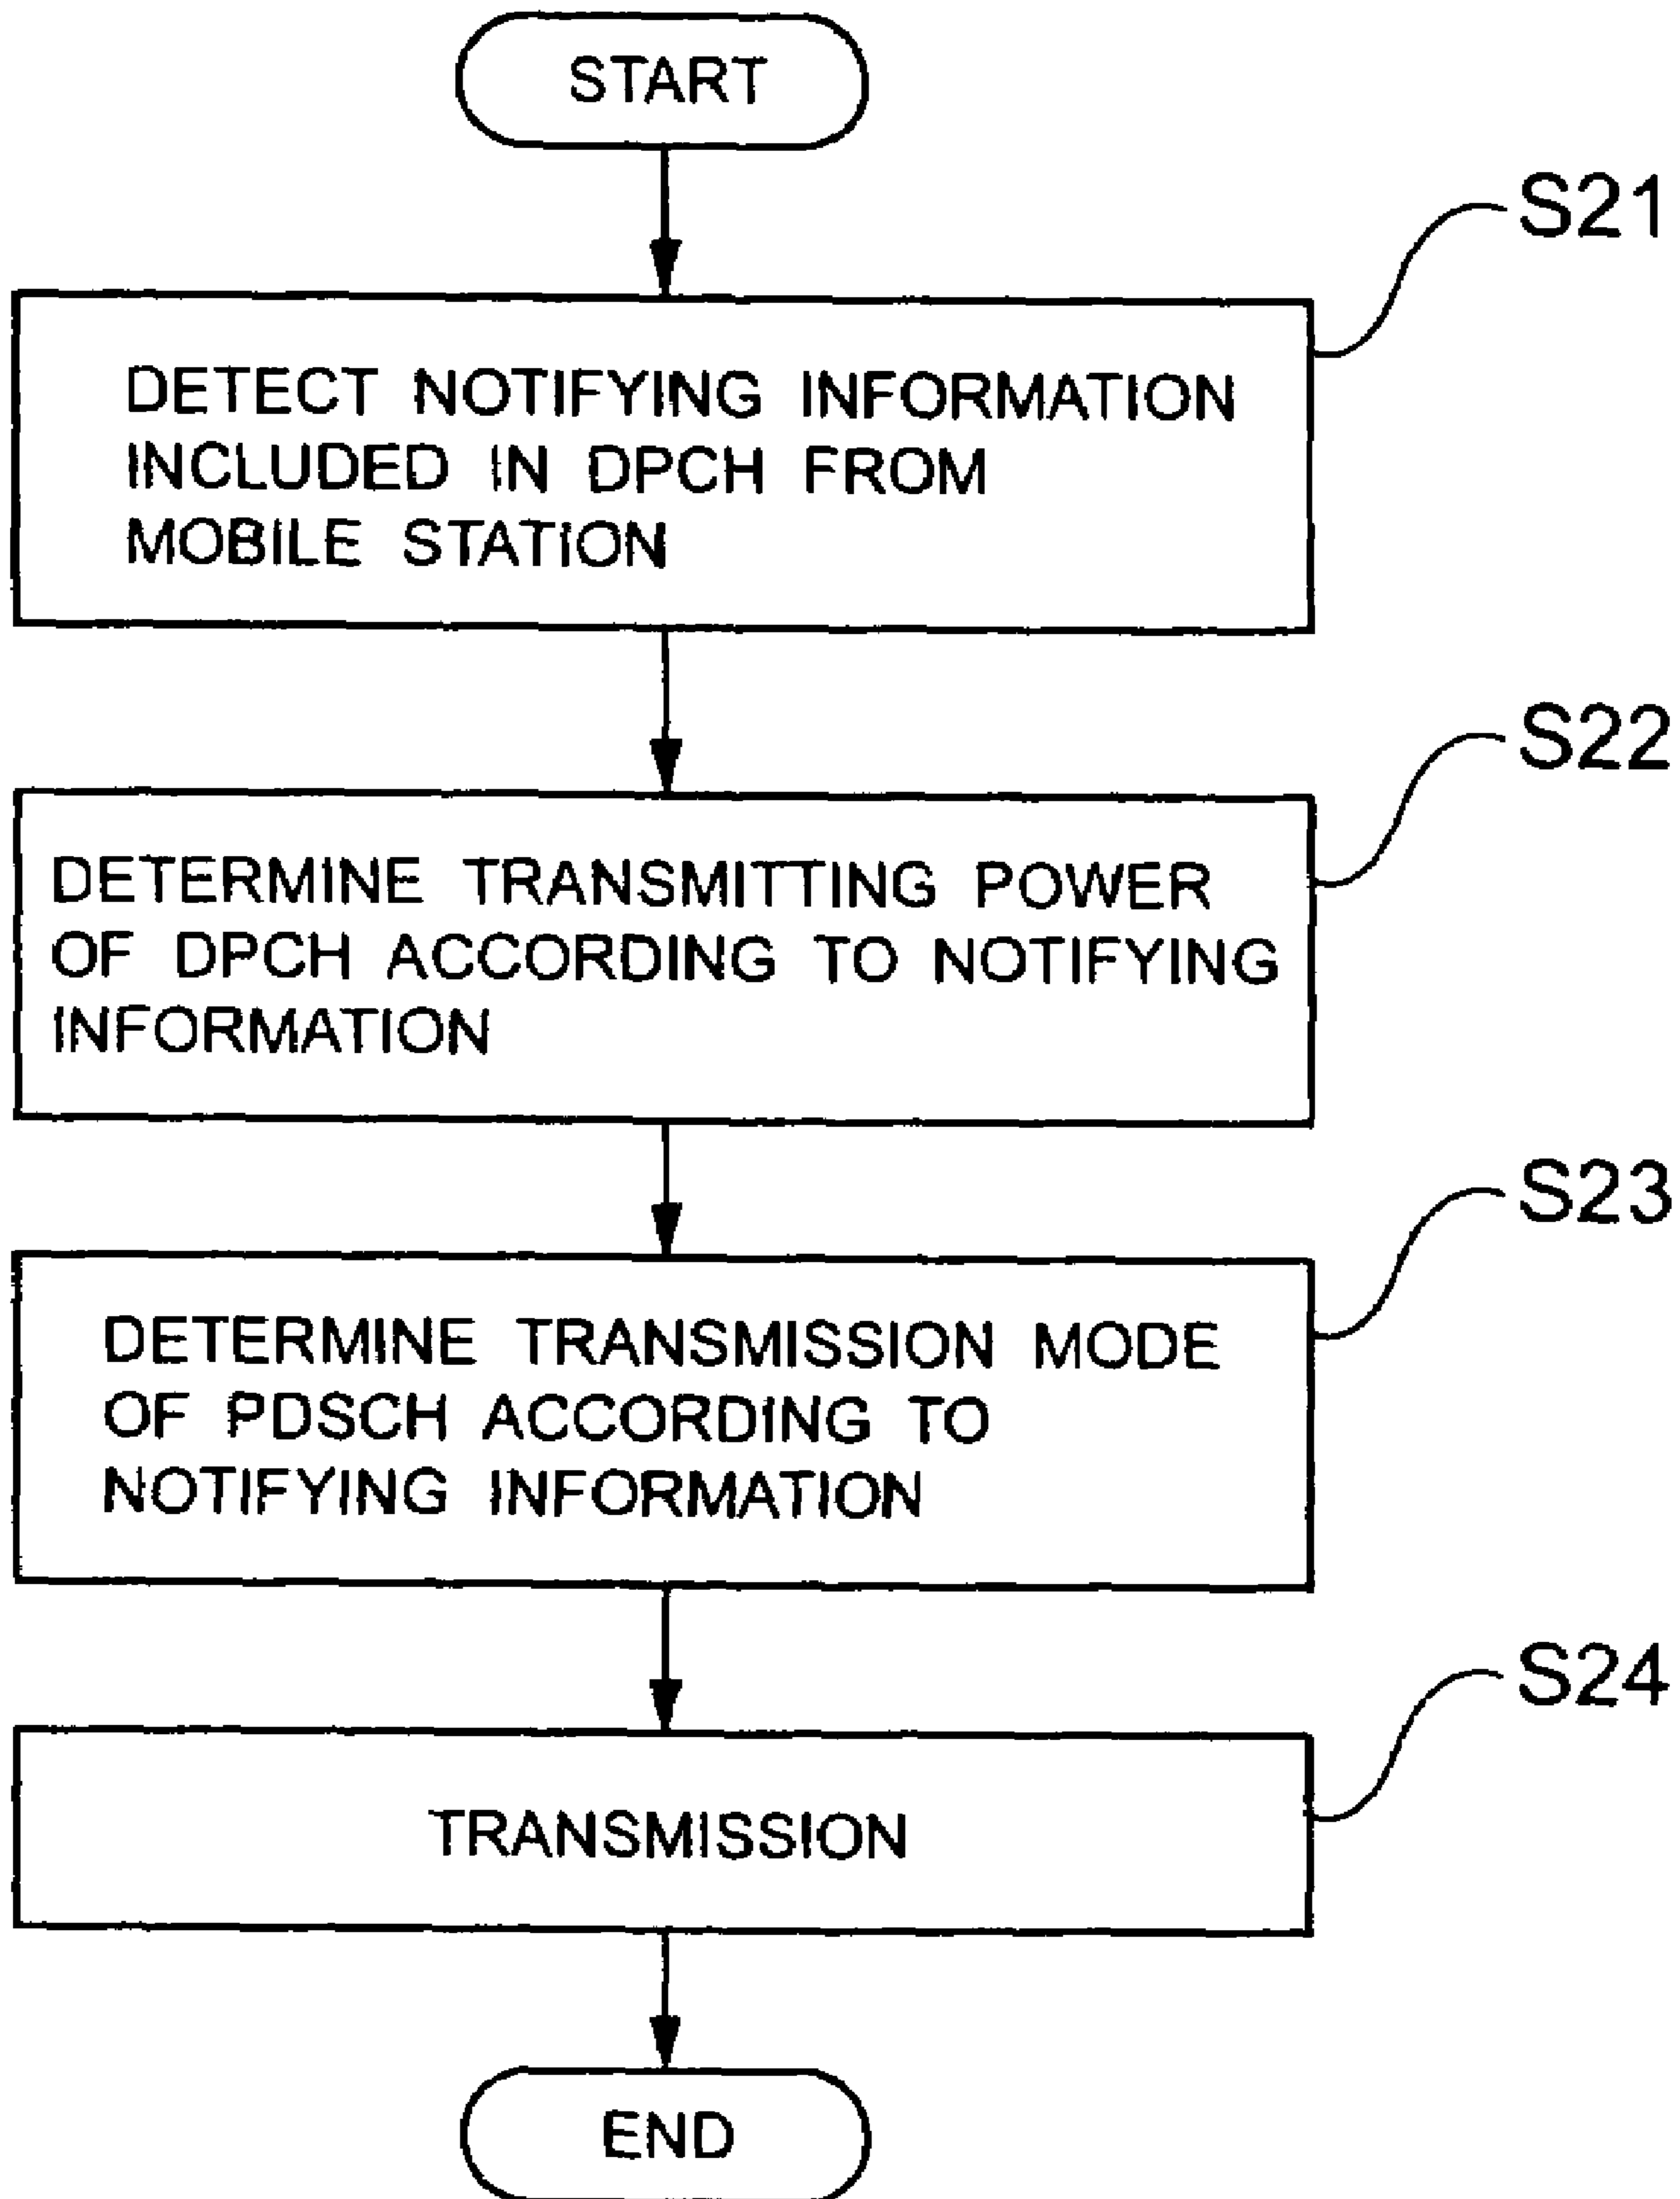 START
S21
DETECT NOTIFYING INFORMATION
INCLUDED IN DPCH FROM
MOBILE STATION
S22
DETERMINE TRANSMITTING POWER
OF DPCH ACCORDING TO NOTIFYING
INFORMATION
S23
DETERMINE TRANSMISSION MODE
OF PDSCH ACCORDING TO
NOTIFYING INFORMATION
S24
TRANSMISSION
END